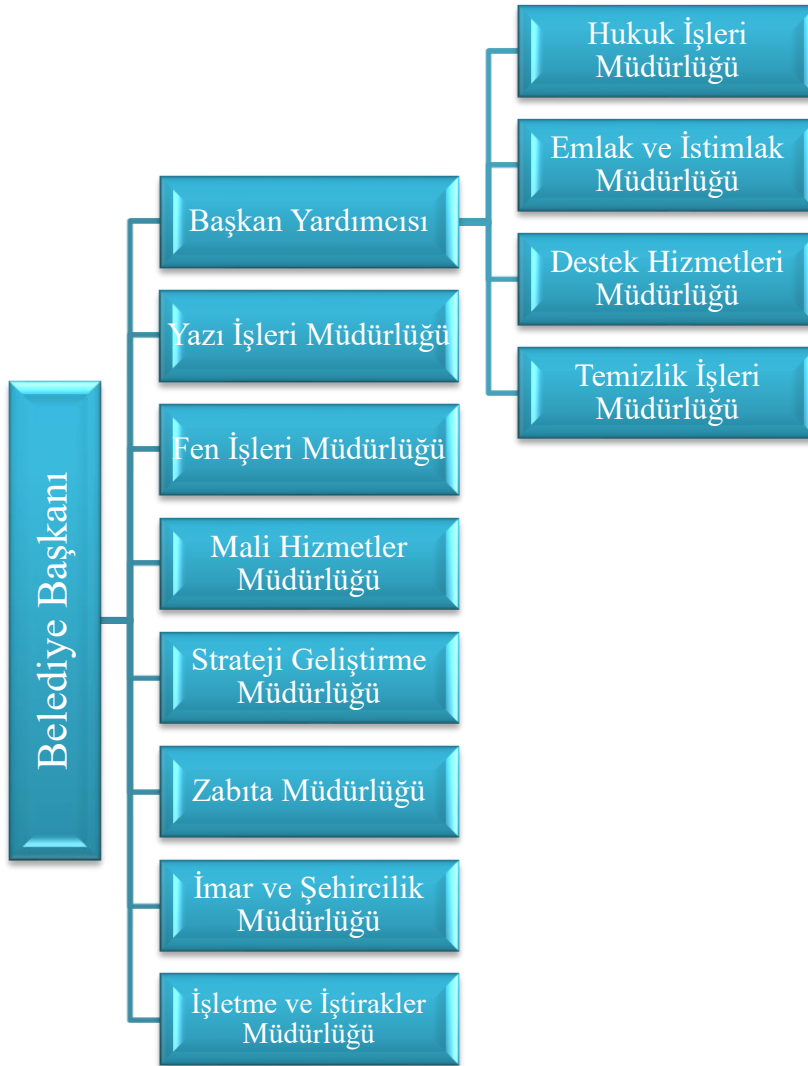 Belediye Başkanı
Başkan Yardımcısı
Yazı İşleri Müdürlüğü
Fen İşleri Müdürlüğü
Mali Hizmetler
Müdürlüğü
Strateji Geliştirme
Müdürlüğü
Zabıta Müdürlüğü
İmar ve Şehircilik
Müdürlüğü
İşletme ve İştirakler
Müdürlüğü
Hukuk İşleri
Müdürlüğü
Emlak ve İstimlak
Müdürlüğü
Destek Hizmetleri
Müdürlüğü
Temizlik İşleri
Müdürlüğü